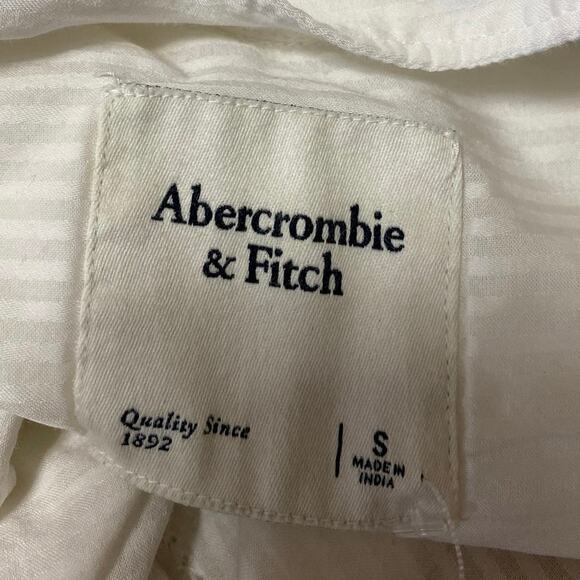 Abercrombie
& Fitch
Quality Since
1892
S
MADE IN
INDIA